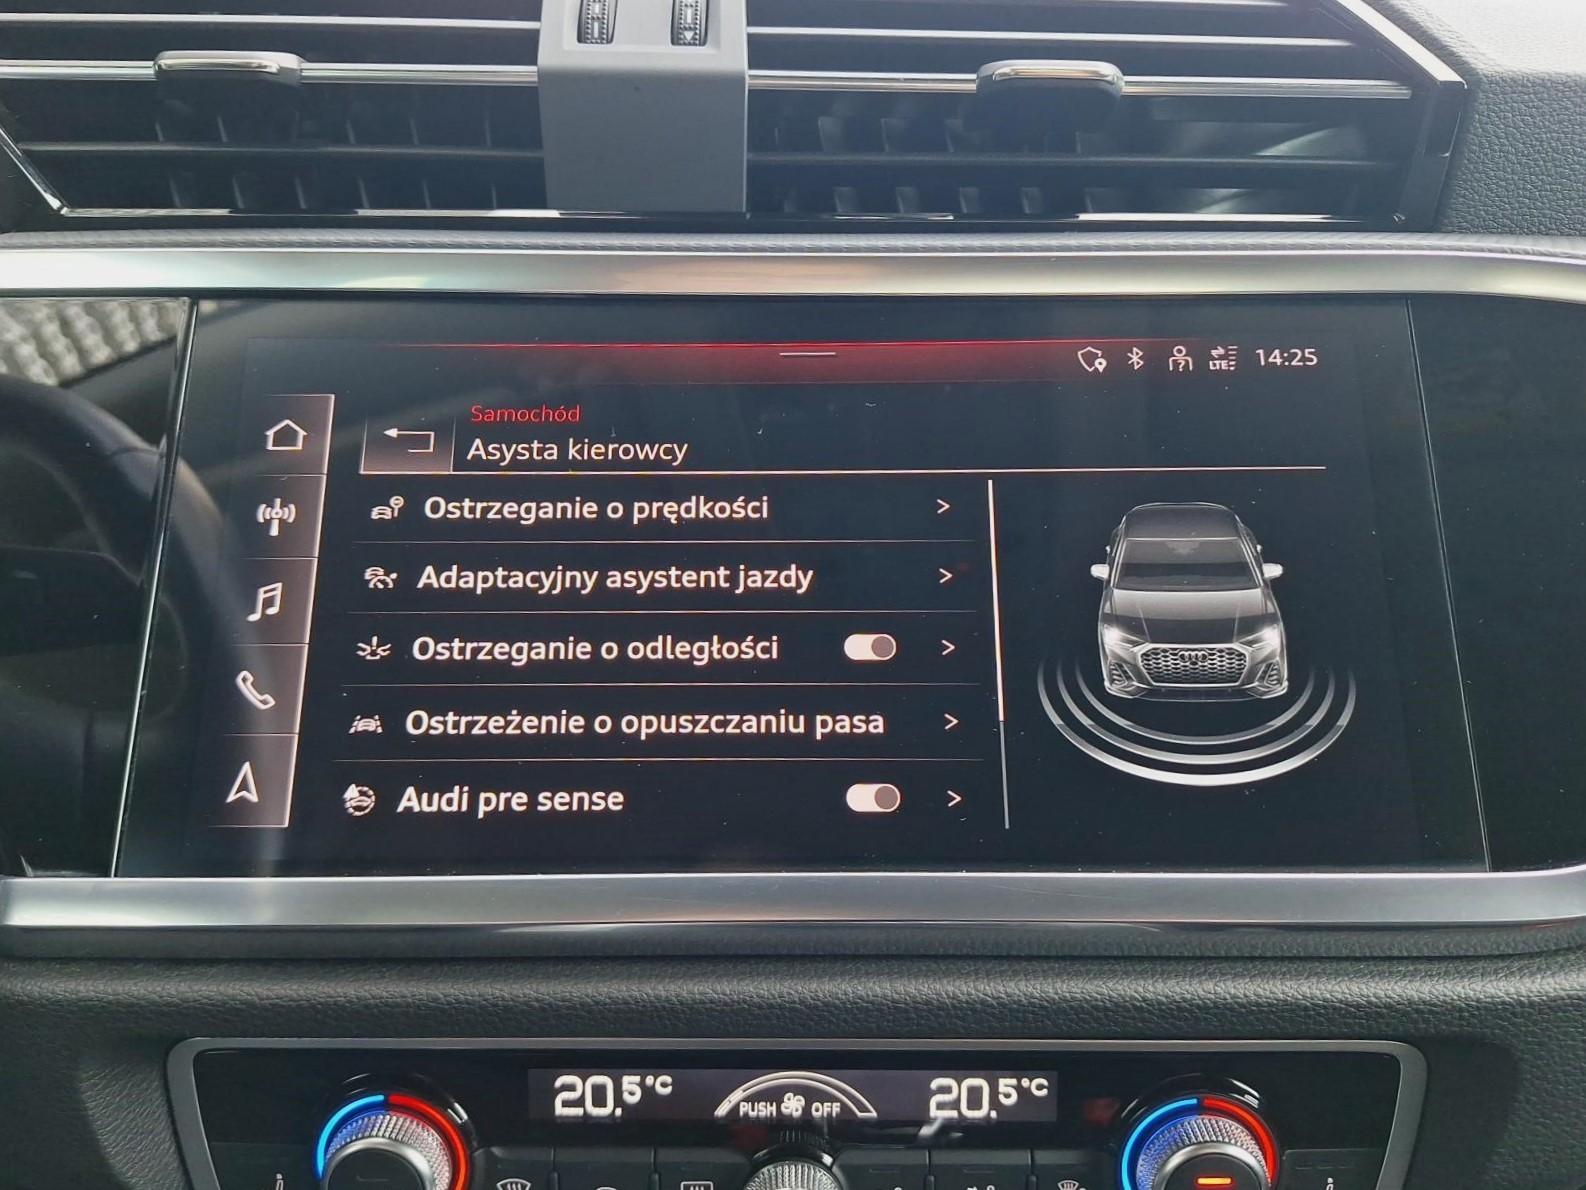 LTE
14:25
Samochód
Asysta kierowcy
Ostrzeganie o prędkości
Adaptacyjny asystent jazdy
Ostrzeganie o odległości
Ostrzeżenie o opuszczaniu pasa
Audi pre sense
20.5°C
PUSH OFF
20.5°C